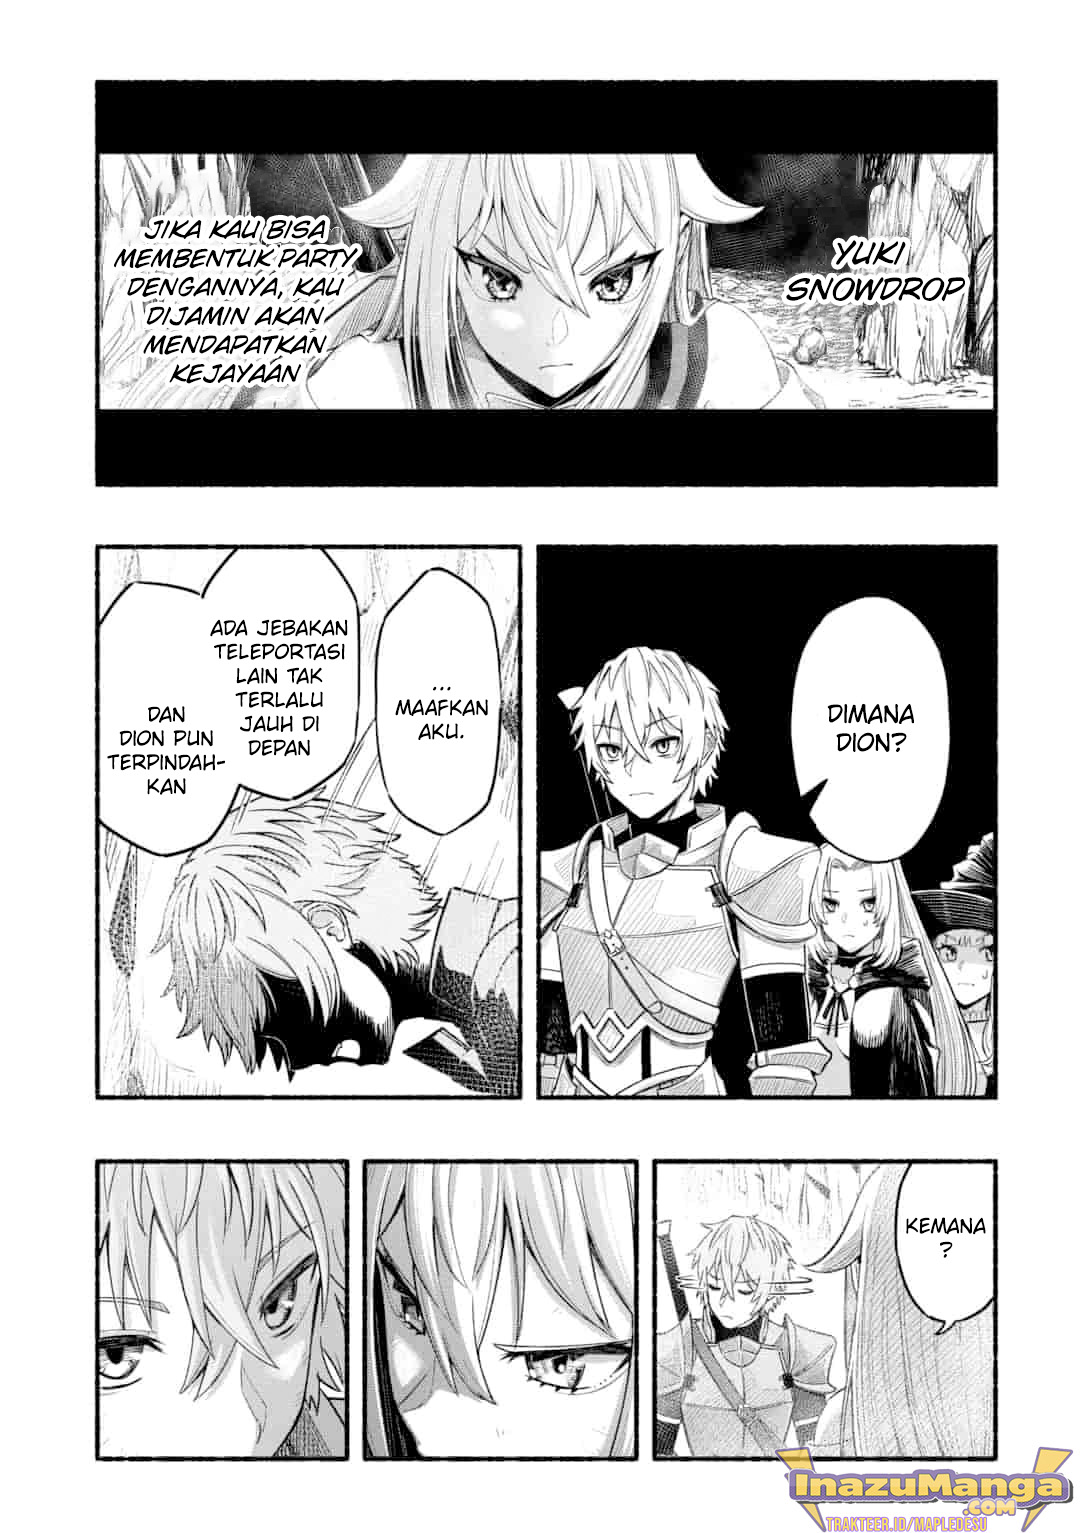 YUKI
SNOWDROP
JIKA KAU BISA
MEMBENTUK PARTY
DENGANNYA, KAU
DIJAMIN AKAN
MENDAPATKAN
KEJAYAAN
DIMANA
DION?
...
MAAFKAN
AKU.
ADA JEBAKAN
TELEPORTASI
LAIN TAK
TERLALU
JAUH DI
DEPAN
DAN
DION PUN
TERPINDAH-
KAN
KEMANA
?
INAZUMANGA
.COM
TRAKTEER.ID/MAPLEDESU